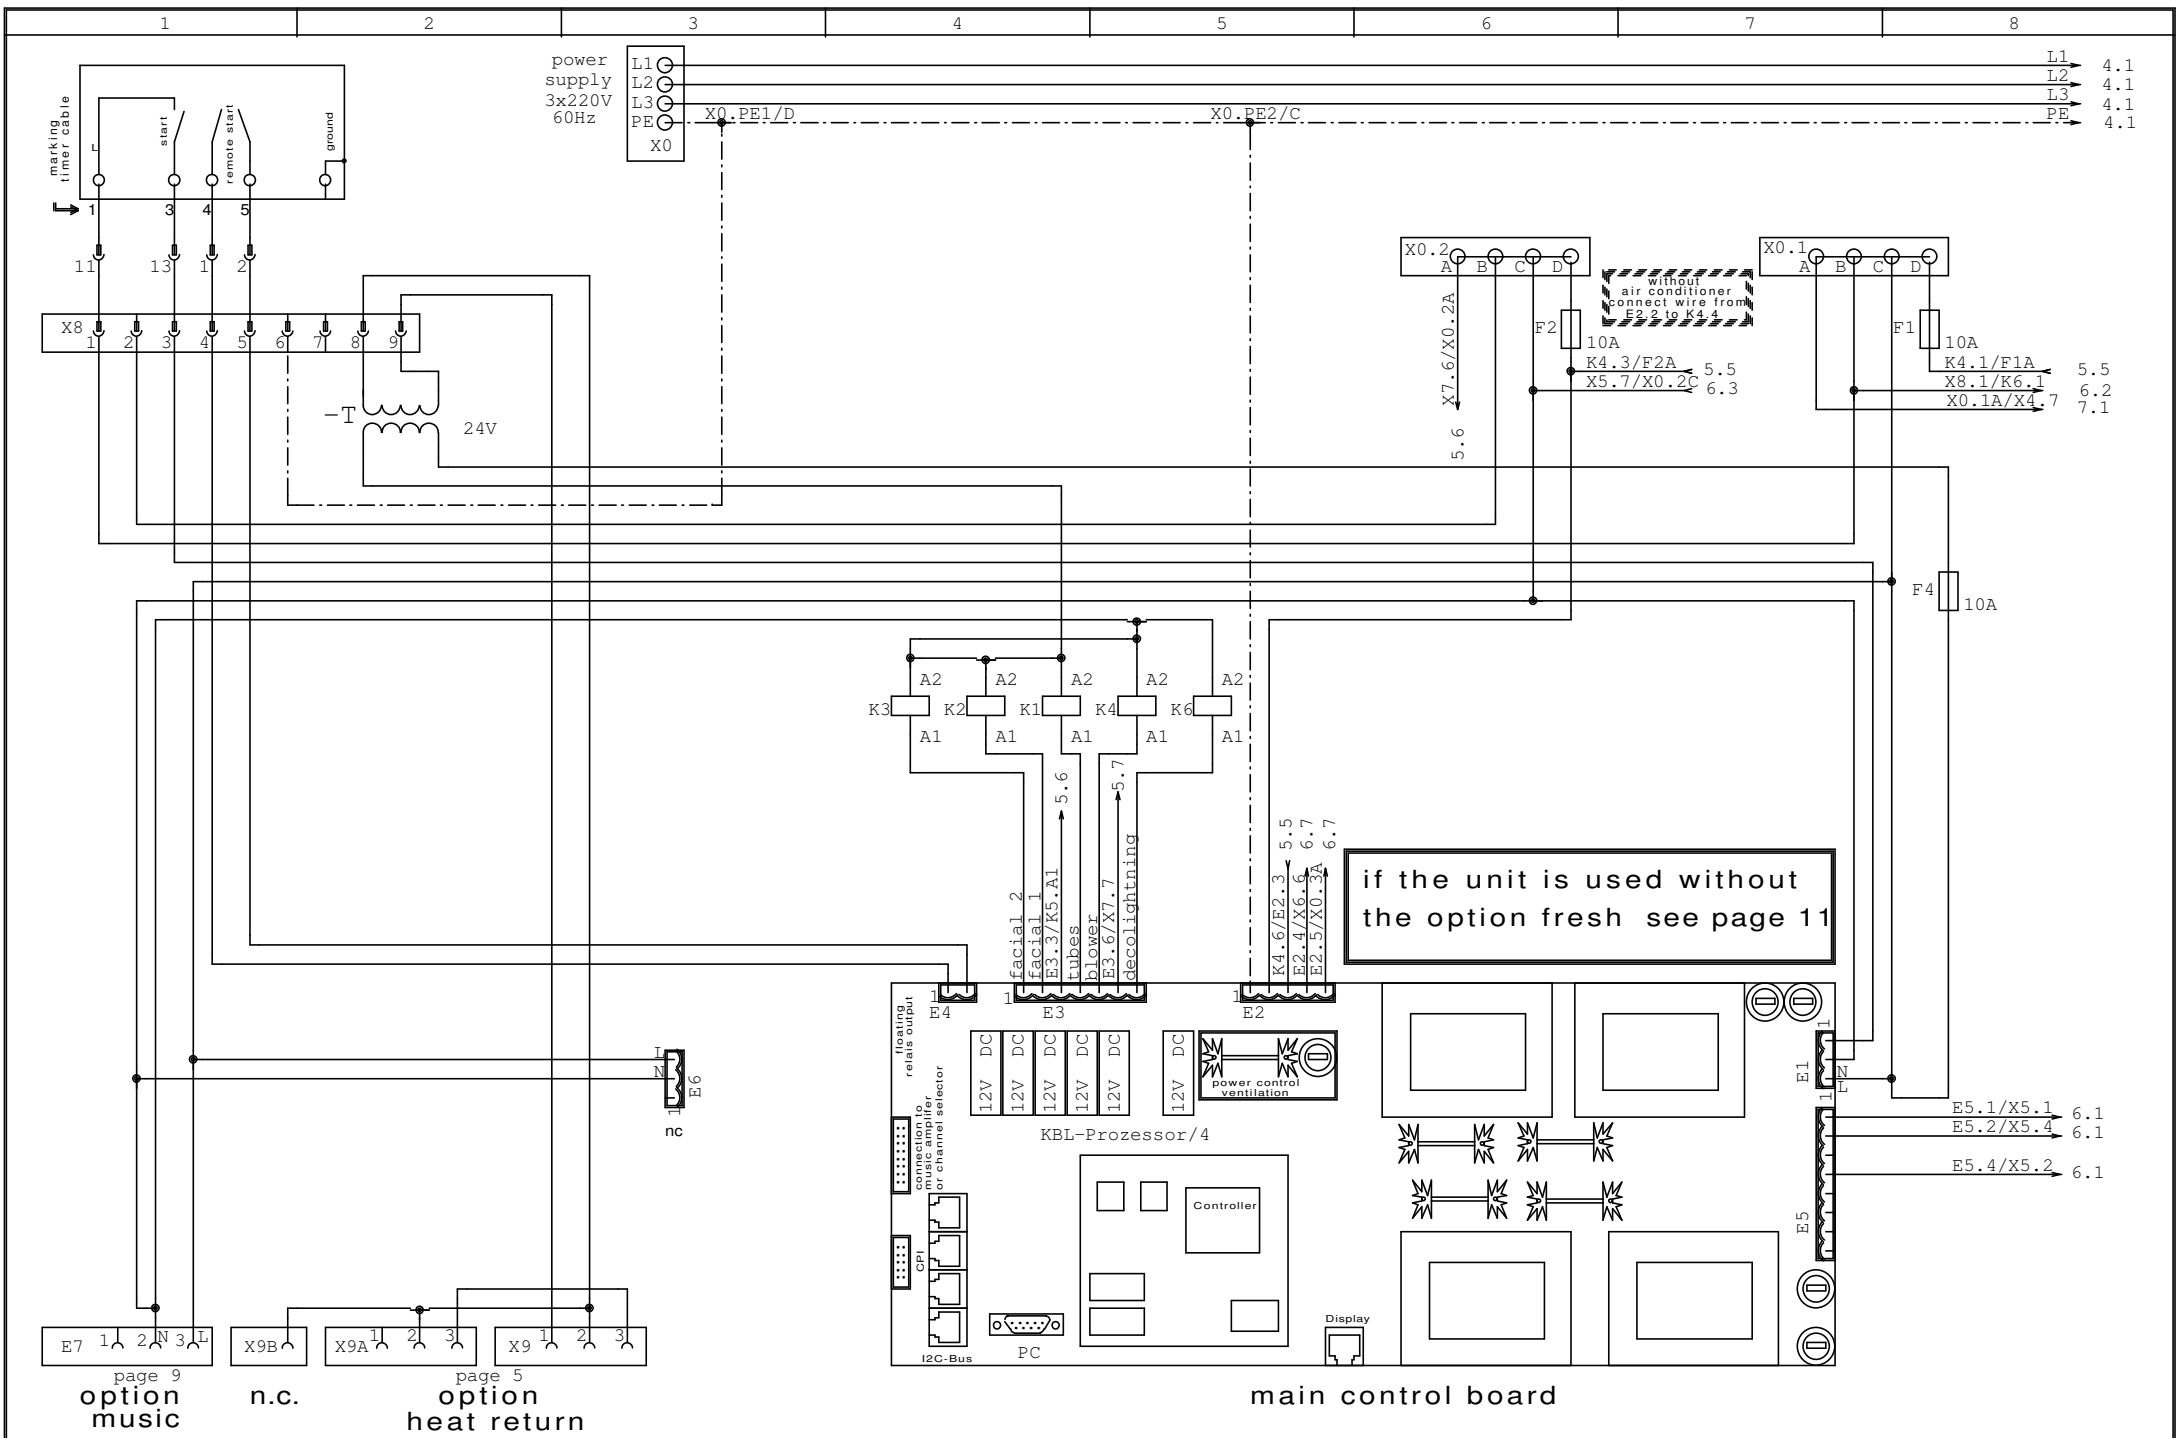 1 2 3 4 5 6 7 8
marking
timer cable
L
start
remote start
ground
1 3 4 5
11 13 1 2
power
supply
3x220V
60Hz
L1
L2
L3
PE
X0
X0.PE1/D
X0.PE2/C
L1 4.1
L2 4.1
L3 4.1
PE 4.1
X8
1 2 3 4 5 6 7 8 9
-T
24V
X0.2
A B C D
X7.6/X0.2A
5.6
F2
10A
K4.3/F2A 5.5
X5.7/X0.2C 6.3
without
air conditioner
connect wire from
E2.2 to K4.4
X0.1
A B C D
F1
10A
K4.1/F1A 5.5
X8.1/K6.1 6.2
X0.1A/X4.7 7.1
F4
10A
A2 A2 A2 A2 A2
K3 K2 K1 K4 K6
A1 A1 A1 A1 A1
facial 2
facial 1
E3.3/K5.A1
5.6
tubes
blower
E3.6/X7.7
5.7
decolightning
K4.6/E2.3
5.5
E2.4/X6.6
6.7
E2.5/X0.3A
6.7
if the unit is used without
the option fresh see page 11
1
E4
1
E3
1
E2
floating
relais output
12V DC
12V DC
12V DC
12V DC
12V DC
12V DC
power control
ventilation
KBL-Prozessor/4
connection to
music amplifer
or channel selector
CPI
I2C-Bus
PC
Controller
Display
1
E1
N
L
1
E5
E5.1/X5.1 6.1
E5.2/X5.4 6.1
E5.4/X5.2 6.1
L
N
1
E6
nc
E7 1 2 N 3 L
X9B
X9A 1 2 3
X9 1 2 3
page 9
option
music
n.c.
page 5
option
heat return
main control board